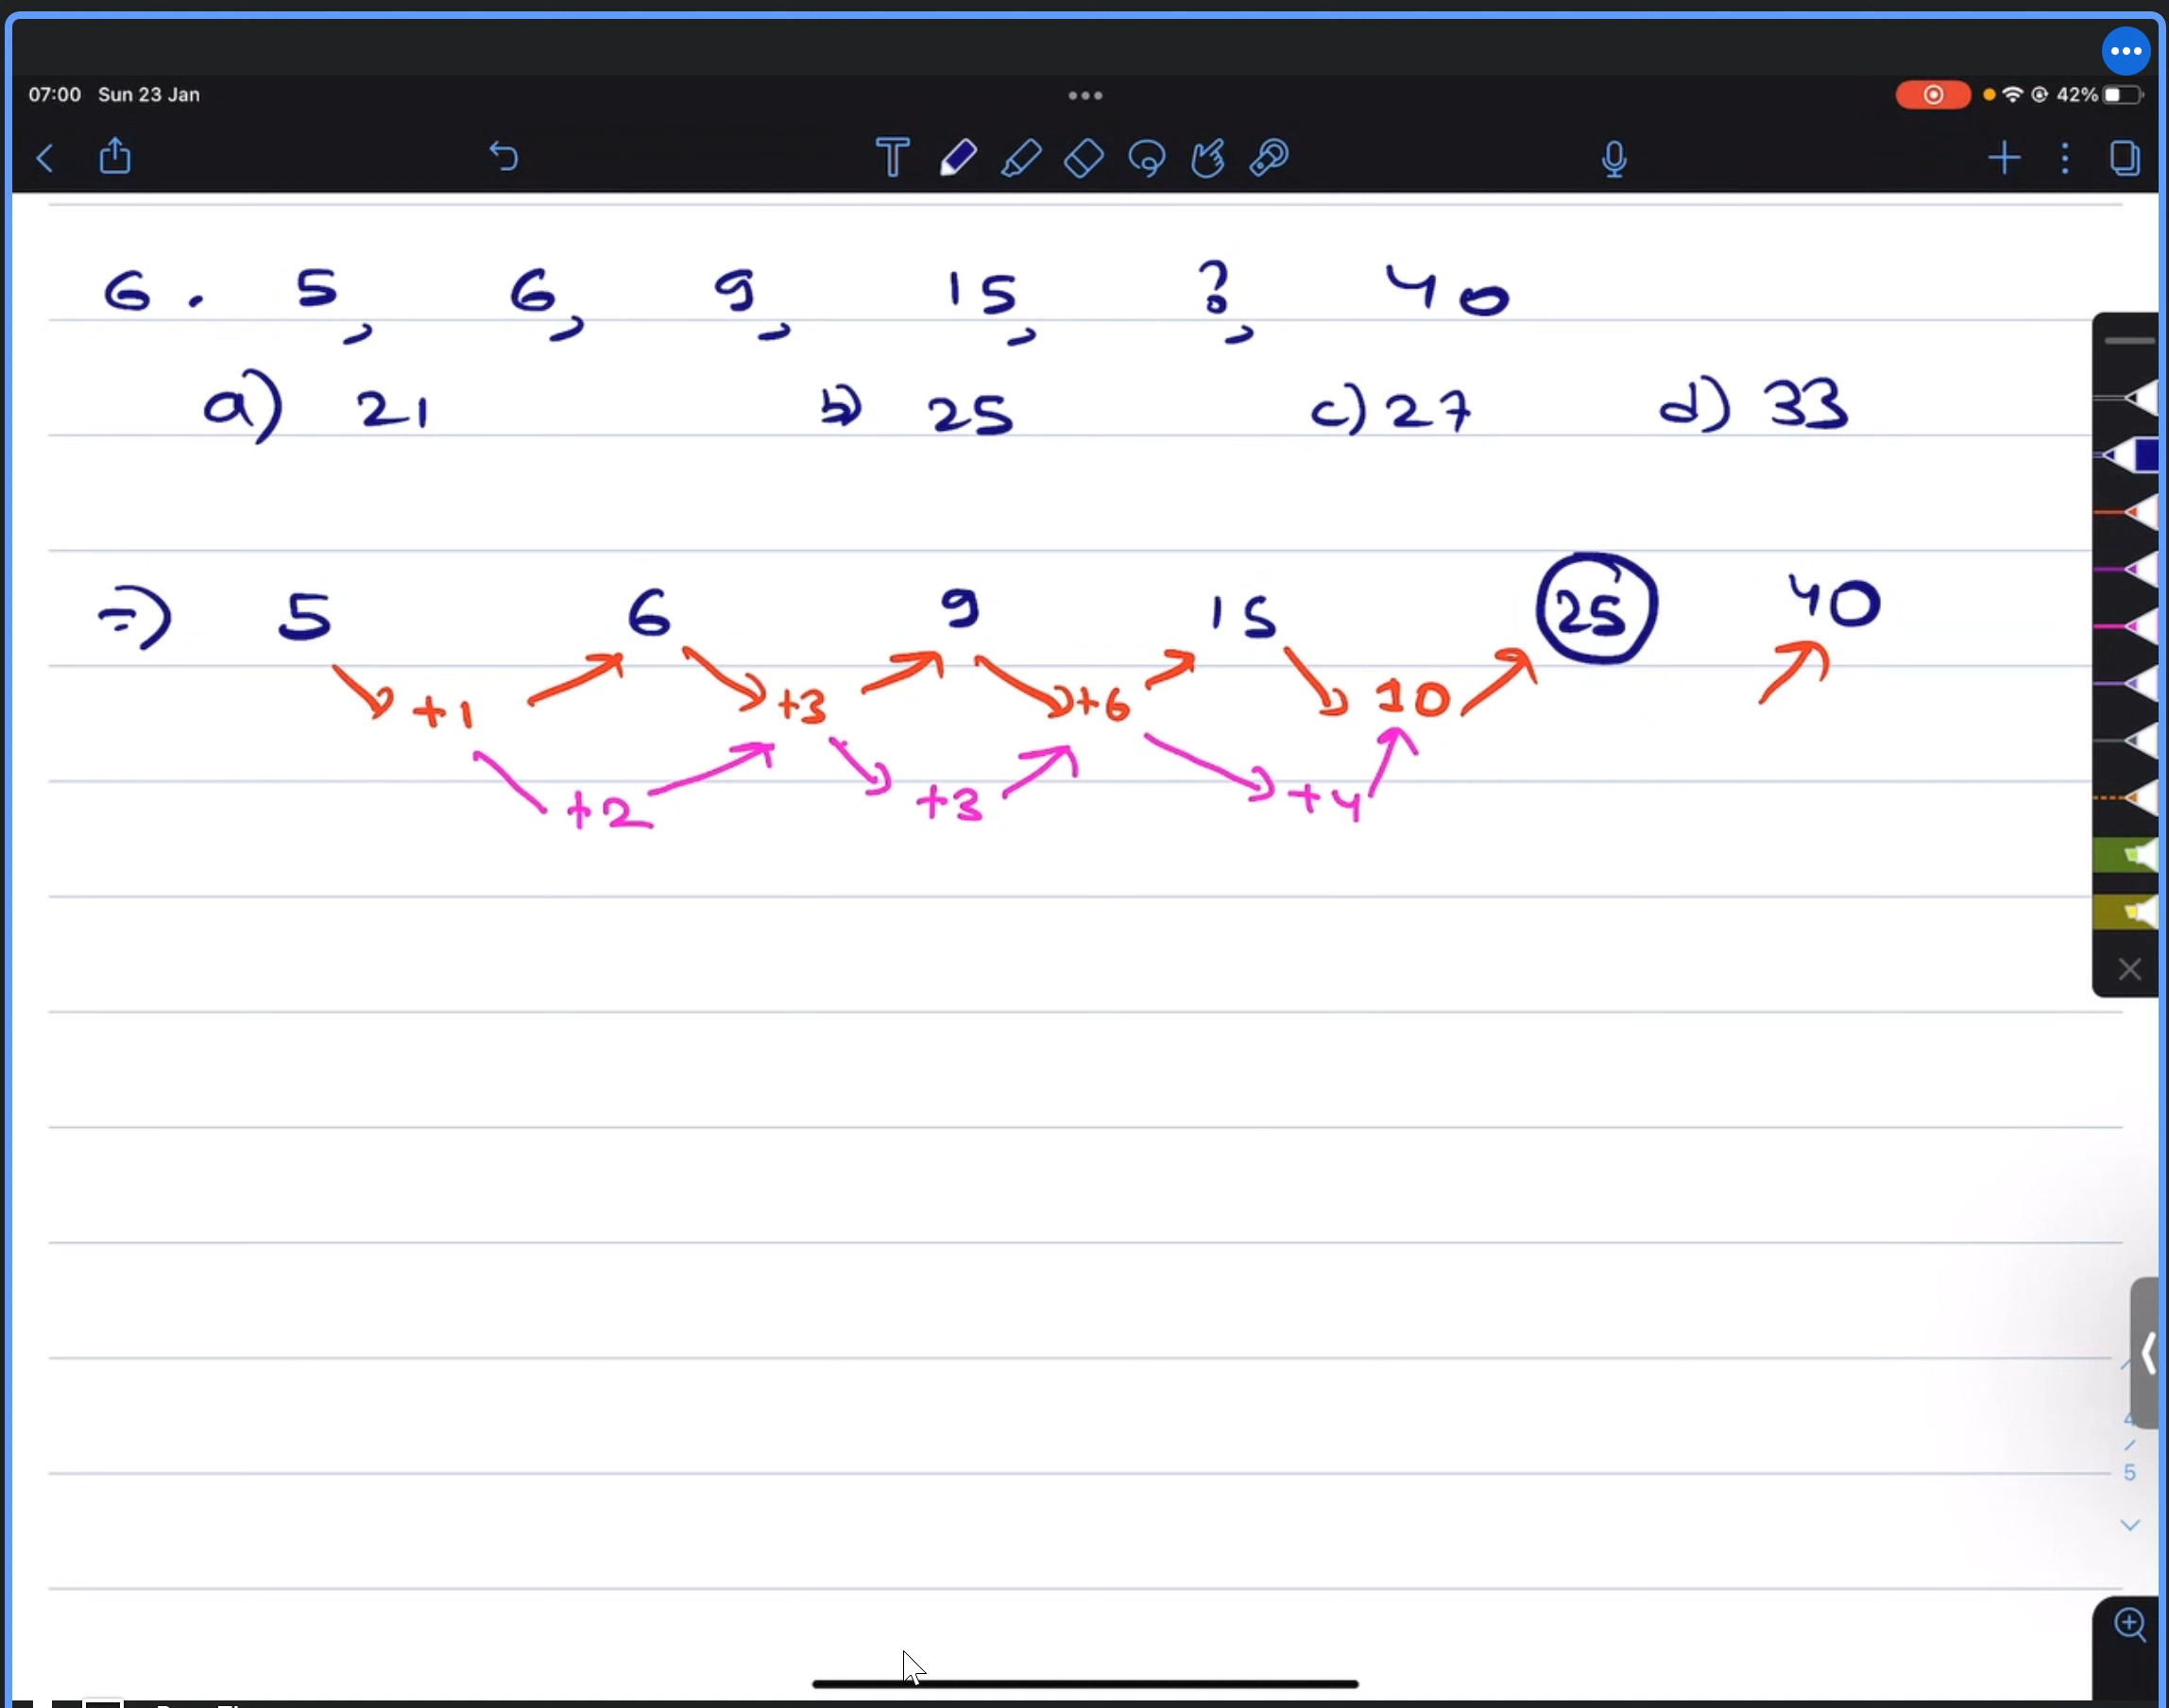 07:00 Sun 23 Jan 42%
6. 5, 6, 9, 15, ?, 40
a) 21 b) 25 c) 27 d) 33
⇒ 5 6 9 15 25 40
+1 +3 +6 10
+2 +3 +4
4
5